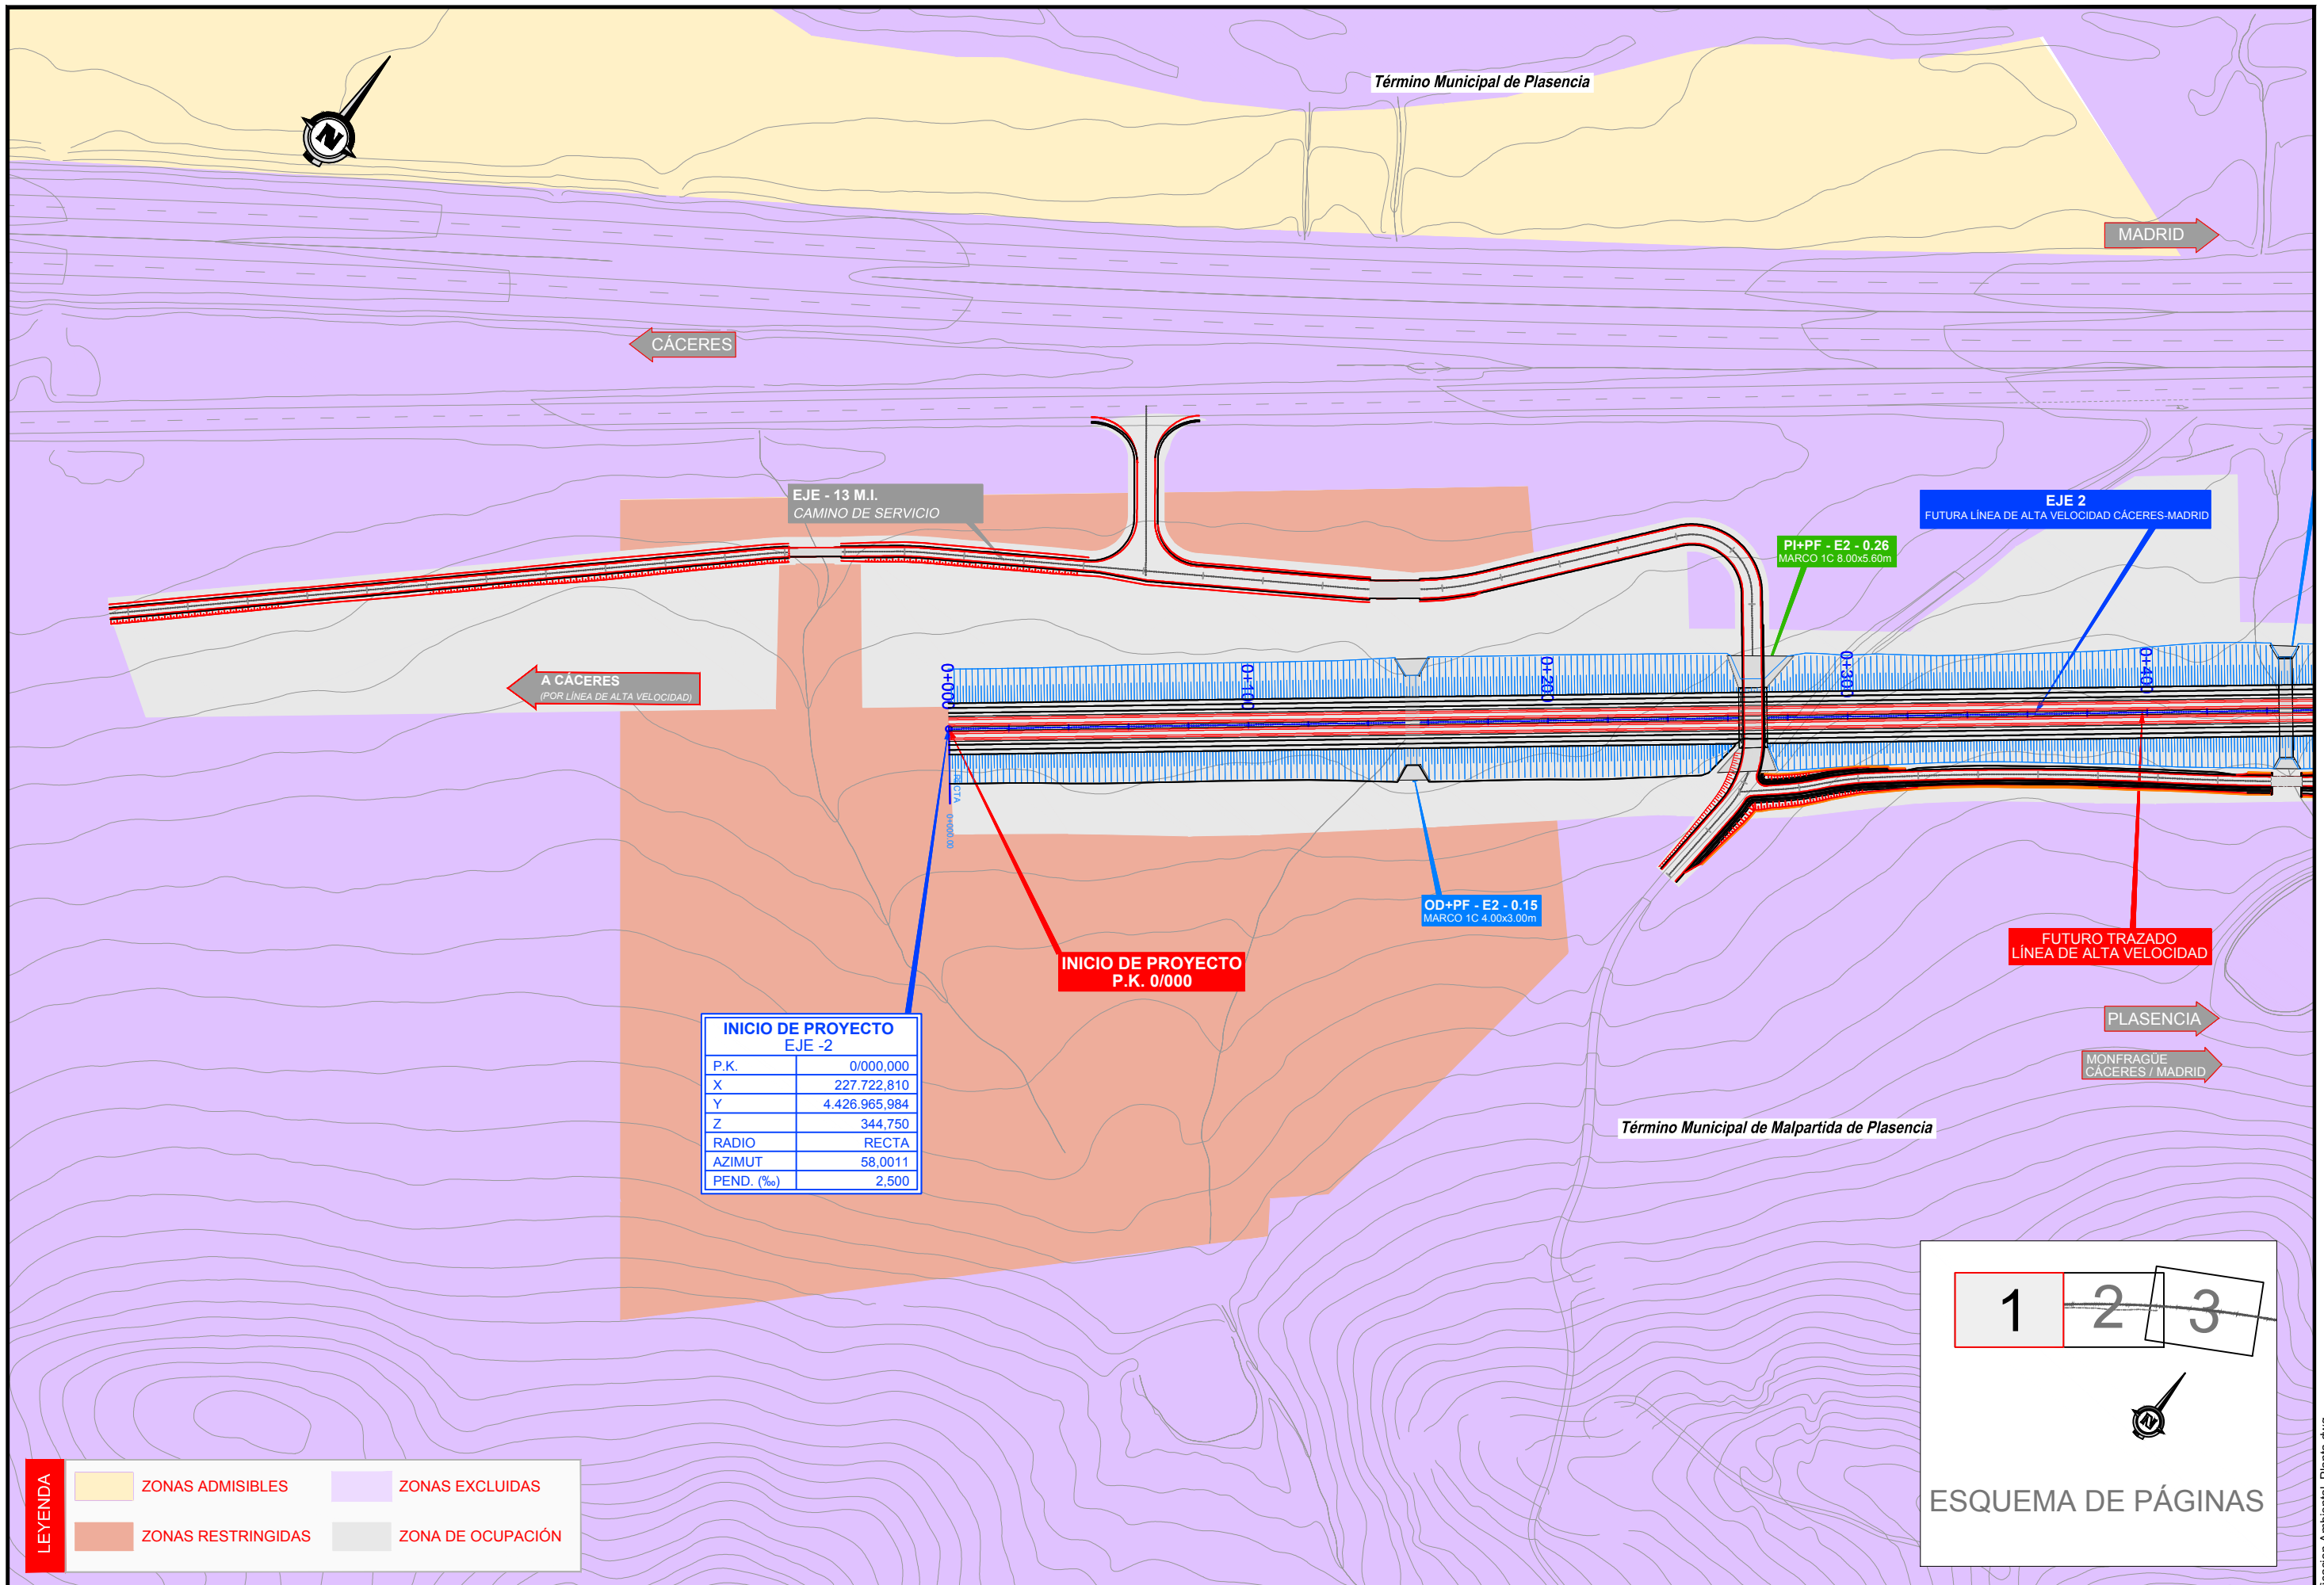 Término Municipal de Plasencia
N
MADRID
CÁCERES
EJE - 13 M.I.
CAMINO DE SERVICIO
EJE 2
FUTURA LÍNEA DE ALTA VELOCIDAD CÁCERES-MADRID
PI+PF - E2 - 0.26
MARCO 1C 8.00x5.60m
A CÁCERES
(POR LÍNEA DE ALTA VELOCIDAD)
0+000
0+100
0+200
0+300
0+400
RECTA 0+000.00
OD+PF - E2 - 0.15
MARCO 1C 4.00x3.00m
INICIO DE PROYECTO
P.K. 0/000
FUTURO TRAZADO
LÍNEA DE ALTA VELOCIDAD
PLASENCIA
MONFRAGÜE
CÁCERES / MADRID
INICIO DE PROYECTO
EJE -2
P.K. 0/000,000
X 227.722,810
Y 4.426.965,984
Z 344,750
RADIO RECTA
AZIMUT 58,0011
PEND. (‰) 2,500
Término Municipal de Malpartida de Plasencia
1 2 3
N
ESQUEMA DE PÁGINAS
LEYENDA
ZONAS ADMISIBLES
ZONAS EXCLUIDAS
ZONAS RESTRINGIDAS
ZONA DE OCUPACIÓN